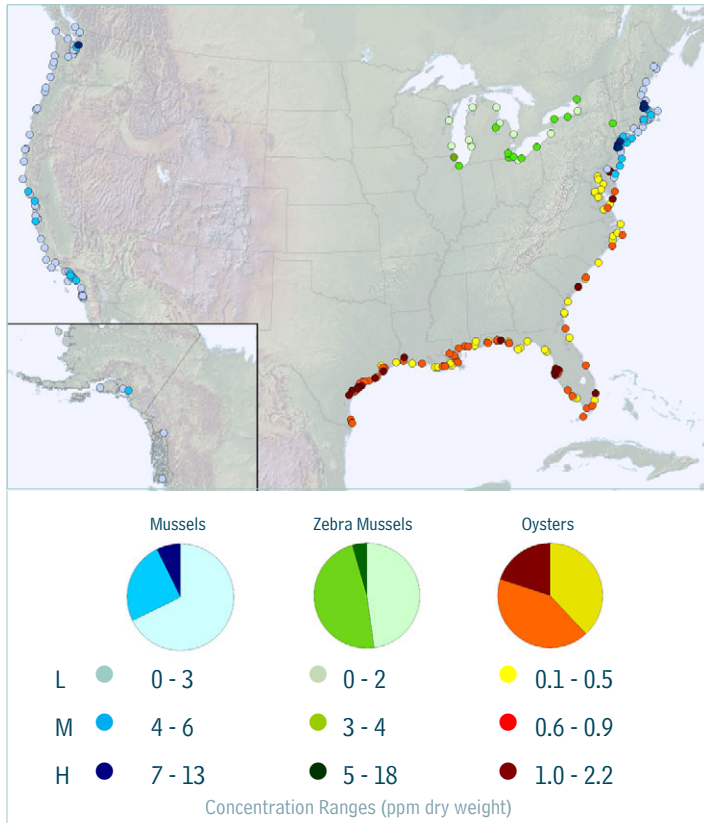 Mussels Zebra Mussels Oysters
L 0 - 3 0 - 2 0.1 - 0.5
M 4 - 6 3 - 4 0.6 - 0.9
H 7 - 13 5 - 18 1.0 - 2.2
Concentration Ranges (ppm dry weight)